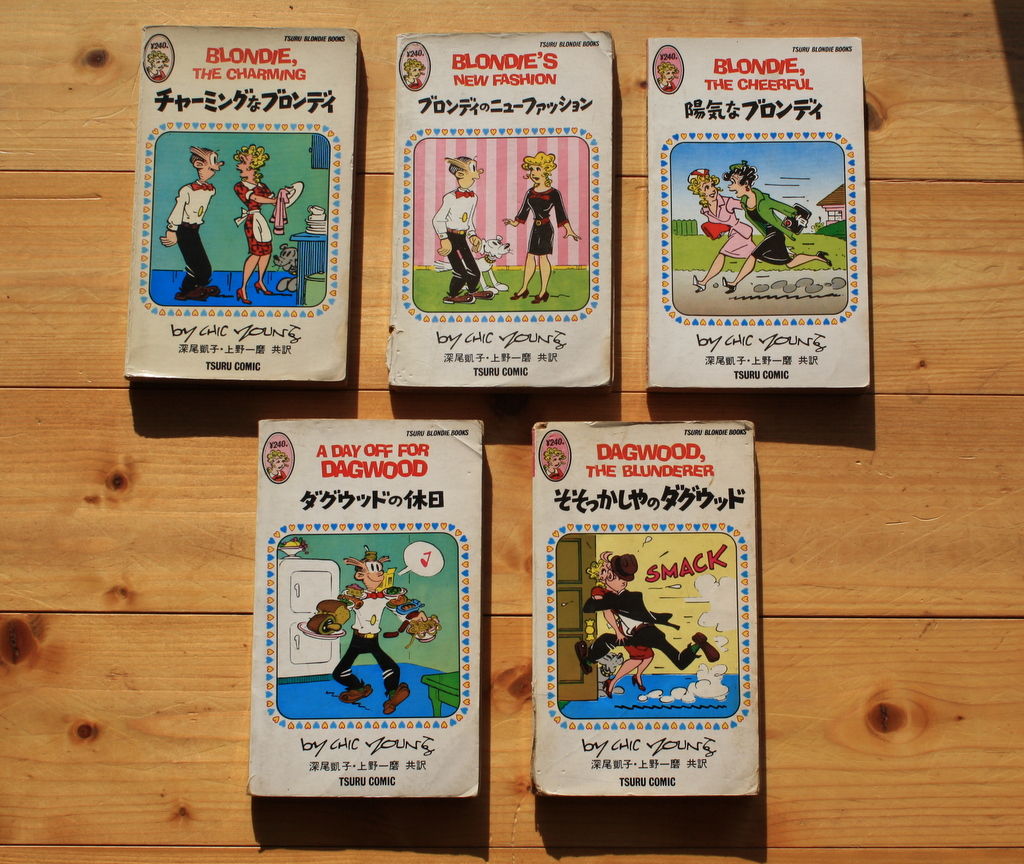 TSURU BLONDIE BOOKS
¥240.
BLONDIE,
THE CHARMING
チャーミングなブロンディ
by CHIC YOUNG
深尾凱子・上野一磨 共訳
TSURU COMIC
TSURU BLONDIE BOOKS
¥240.
BLONDIE'S
NEW FASHION
ブロンディのニューファッション
by CHIC YOUNG
深尾凱子・上野一磨 共訳
TSURU COMIC
TSURU BLONDIE BOOKS
¥240.
BLONDIE,
THE CHEERFUL
陽気なブロンディ
by CHIC YOUNG
深尾凱子・上野一磨 共訳
TSURU COMIC
TSURU BLONDIE BOOKS
¥240.
A DAY OFF FOR
DAGWOOD
ダグウッドの休日
by CHIC YOUNG
深尾凱子・上野一磨 共訳
TSURU COMIC
TSURU BLONDIE BOOKS
¥240.
DAGWOOD,
THE BLUNDERER
そそっかしやのダグウッド
SMACK
by CHIC YOUNG
深尾凱子・上野一磨 共訳
TSURU COMIC